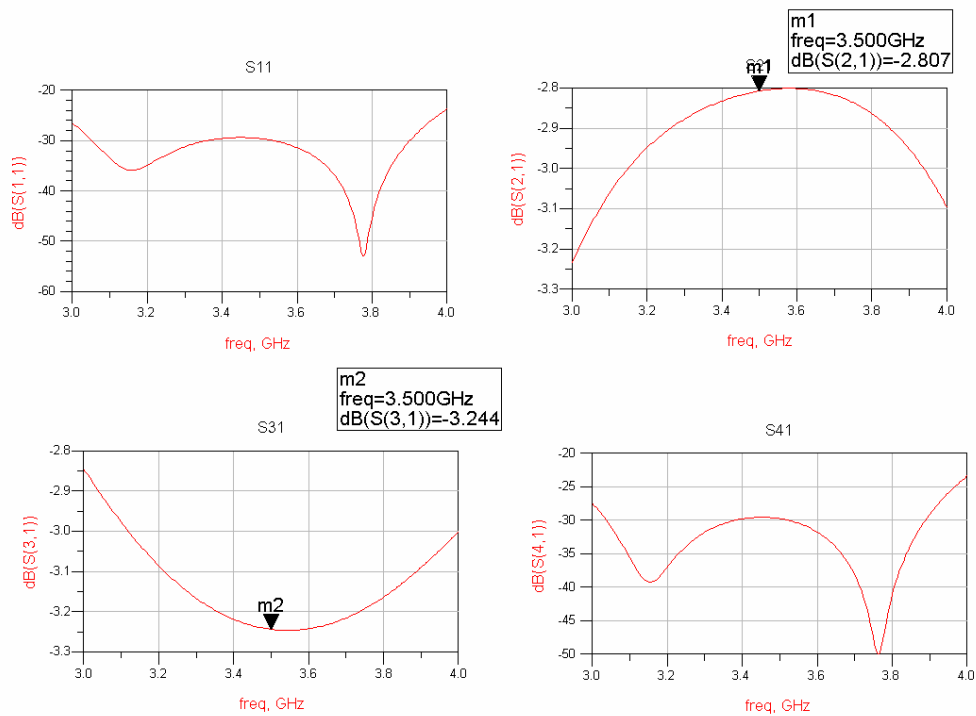 S11
dB(S(1,1))
-20
-30
-40
-50
-60
3.0 3.2 3.4 3.6 3.8 4.0
freq, GHz
m1
freq=3.500GHz
dB(S(2,1))=-2.807
m1
dB(S(2,1))
-2.8
-2.9
-3.0
-3.1
-3.2
-3.3
3.0 3.2 3.4 3.6 3.8 4.0
freq, GHz
m2
freq=3.500GHz
dB(S(3,1))=-3.244
S31
dB(S(3,1))
-2.8
-2.9
-3.0
-3.1
-3.2
-3.3
m2
3.0 3.2 3.4 3.6 3.8 4.0
freq, GHz
S41
dB(S(4,1))
-20
-25
-30
-35
-40
-45
-50
3.0 3.2 3.4 3.6 3.8 4.0
freq, GHz